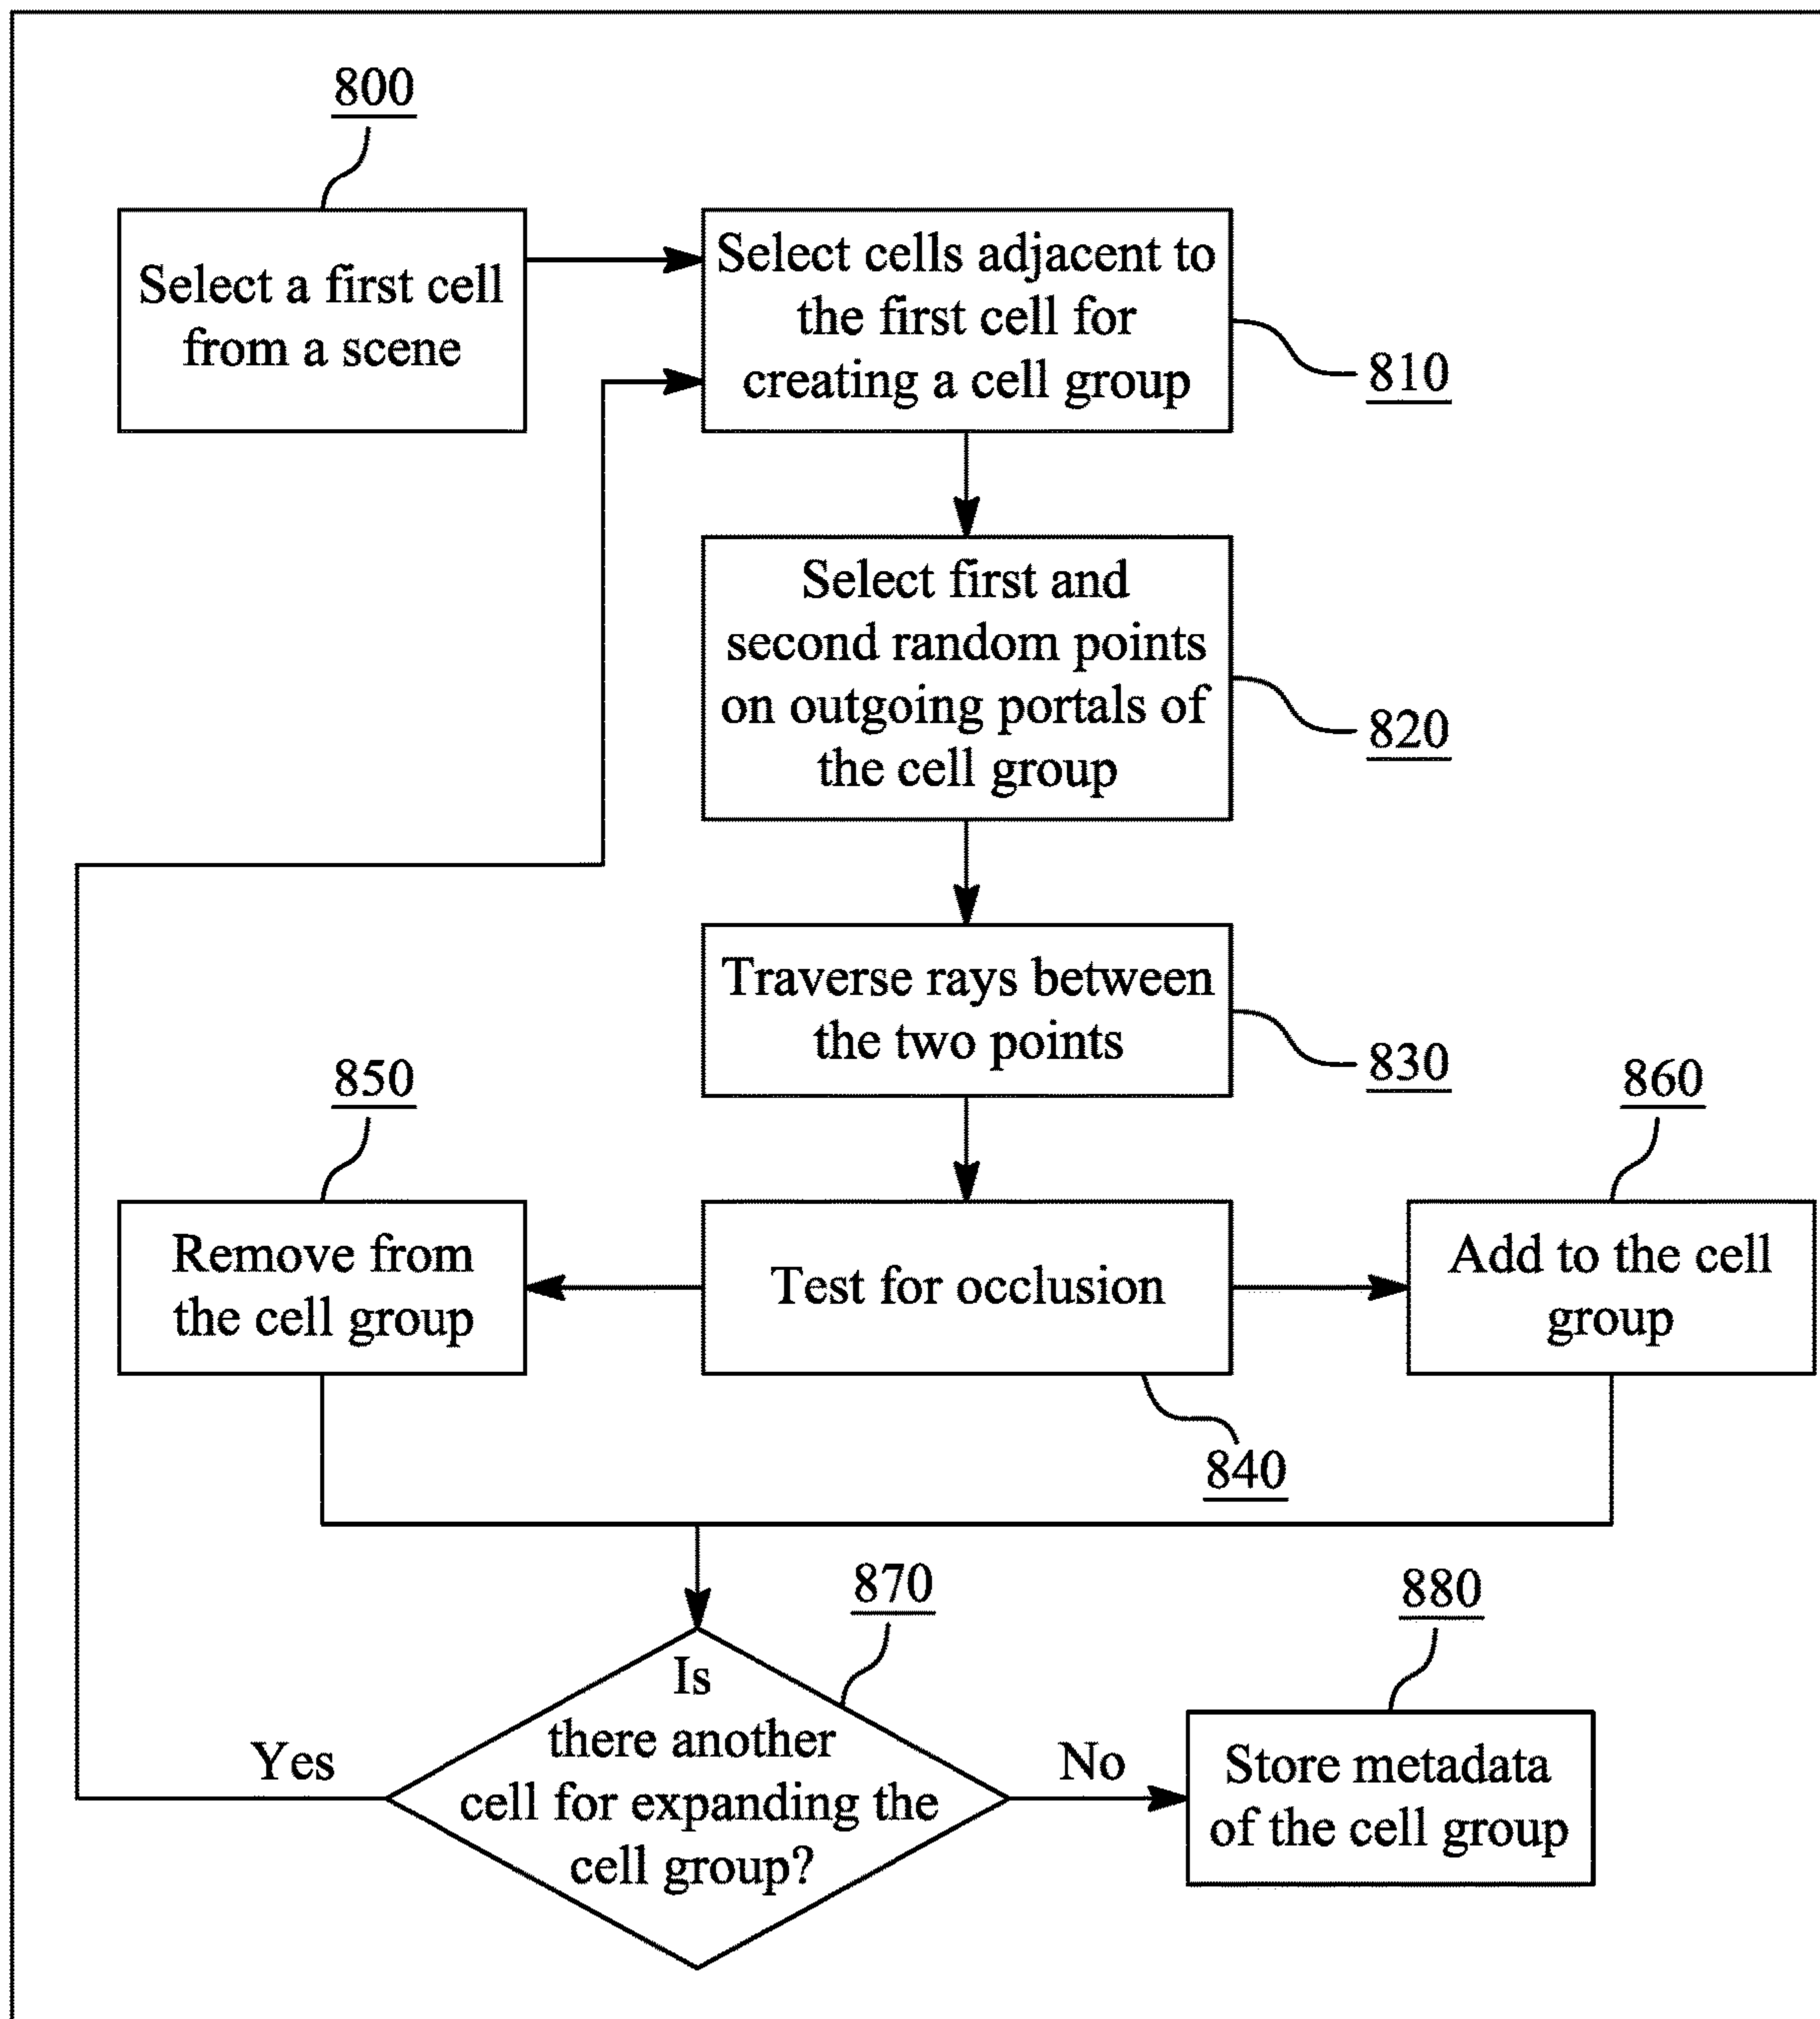 800
Select a first cell
from a scene
Select cells adjacent to
the first cell for
creating a cell group
810
Select first and
second random points
on outgoing portals of
the cell group
820
Traverse rays between
the two points
830
850
Remove from
the cell group
Test for occlusion
840
860
Add to the cell
group
870
Is
there another
cell for expanding the
cell group?
Yes
No
880
Store metadata
of the cell group